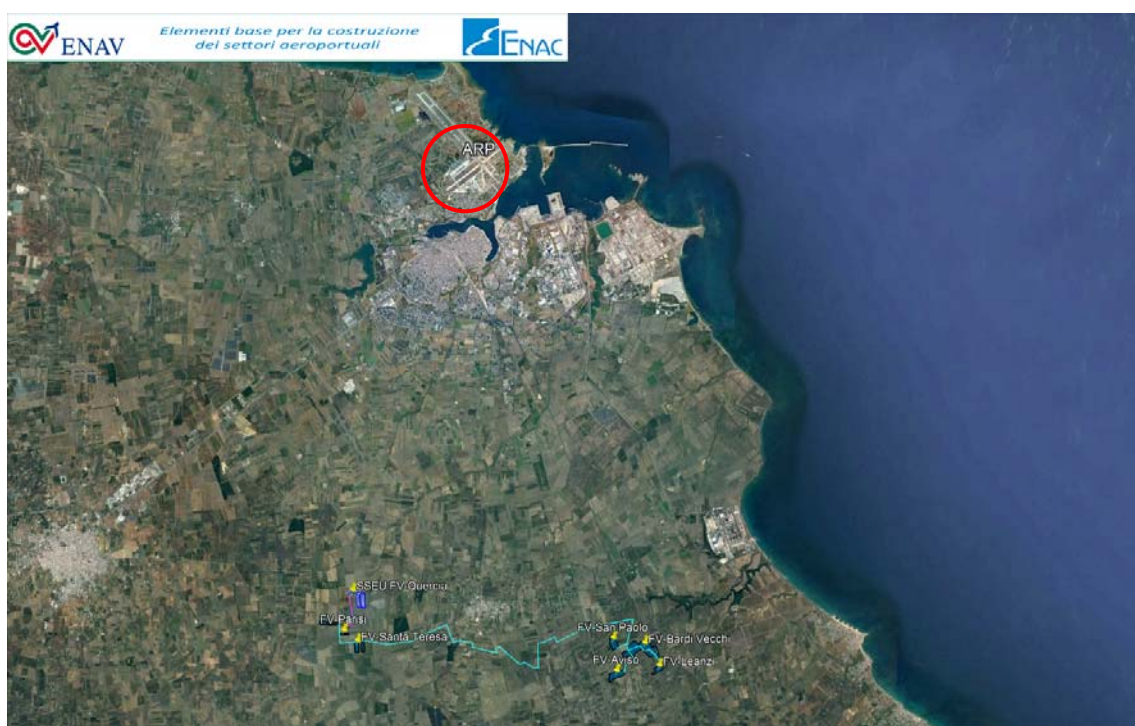 ENAV
Elementi base per la costruzione
dei settori aeroportuali
ENAC
ARP
SSEU FV-Quercia
FV-Parisi
FV-Santa Teresa
FV-San Paolo
FV-Bardi Vecchi
FV-Aviso
FV-Leanzi